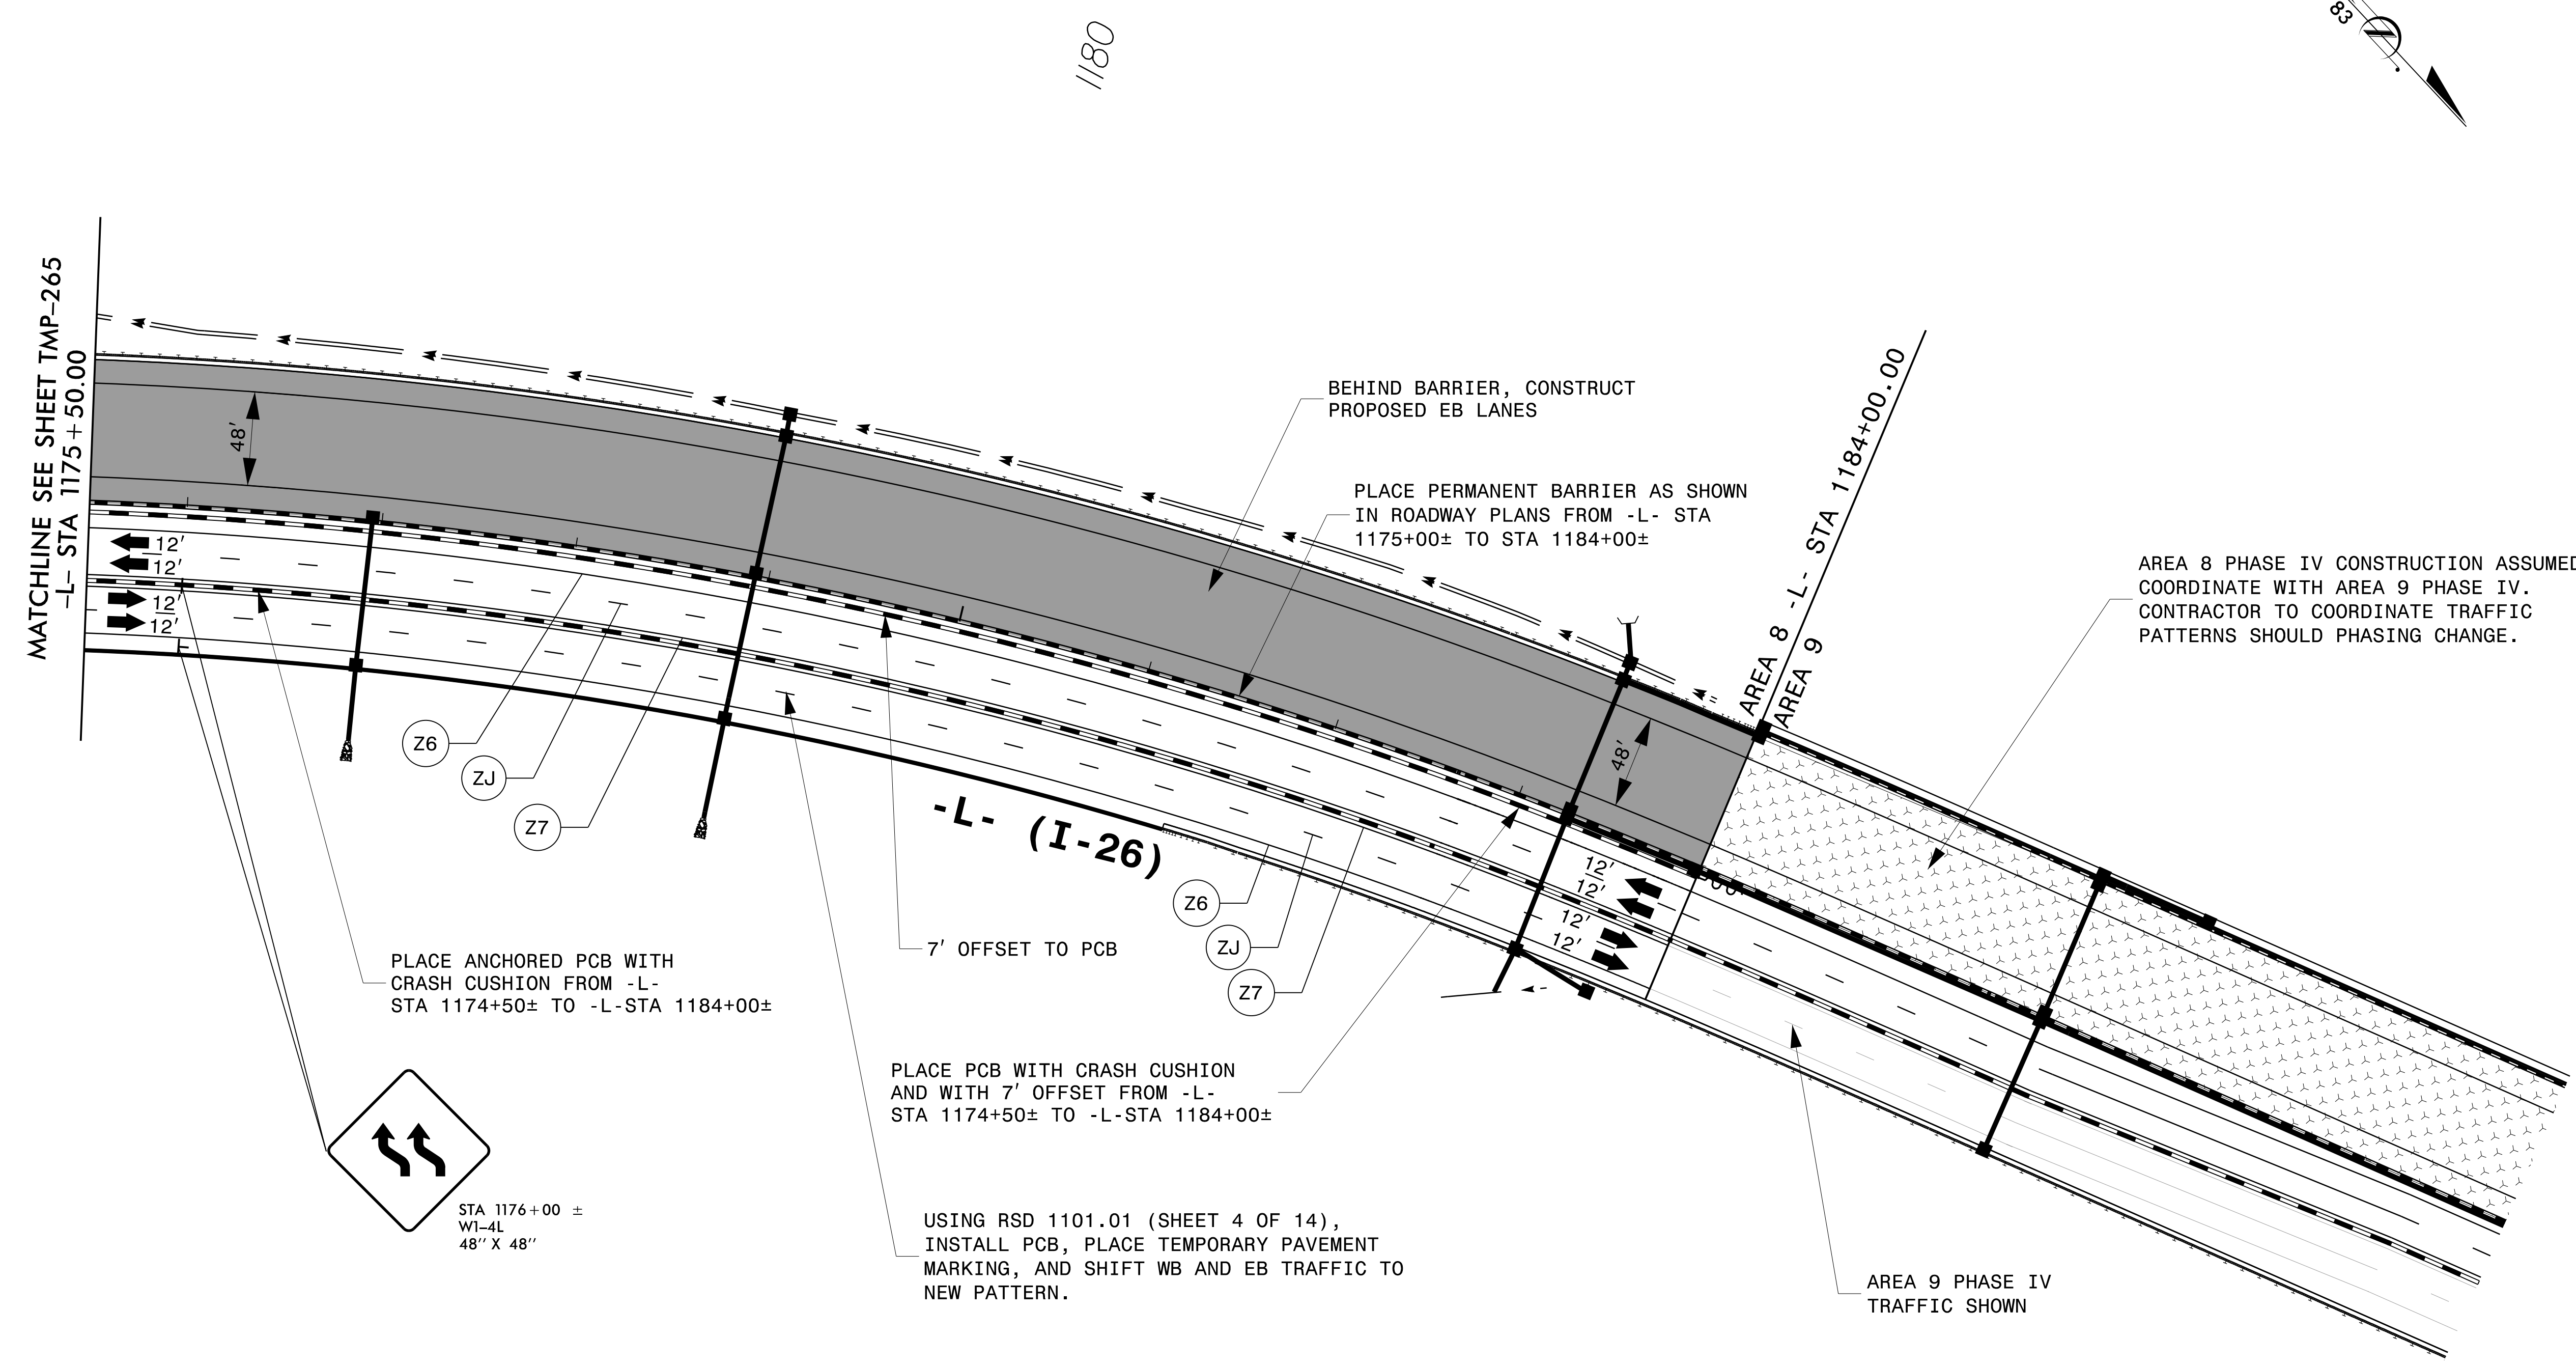 1180
83
MATCHLINE SEE SHEET TMP-265
-L- STA 1175+50.00
48'
12'
12'
12'
12'
BEHIND BARRIER, CONSTRUCT
PROPOSED EB LANES
PLACE PERMANENT BARRIER AS SHOWN
IN ROADWAY PLANS FROM -L- STA
1175+00± TO STA 1184+00±
AREA 8 -L- STA 1184+00.00
AREA 9
AREA 8 PHASE IV CONSTRUCTION ASSUMED
COORDINATE WITH AREA 9 PHASE IV.
CONTRACTOR TO COORDINATE TRAFFIC
PATTERNS SHOULD PHASING CHANGE.
48'
12'
12'
12'
12'
Z6
ZJ
Z7
-L- (I-26)
Z6
ZJ
Z7
7' OFFSET TO PCB
PLACE ANCHORED PCB WITH
CRASH CUSHION FROM -L-
STA 1174+50± TO -L-STA 1184+00±
PLACE PCB WITH CRASH CUSHION
AND WITH 7' OFFSET FROM -L-
STA 1174+50± TO -L-STA 1184+00±
STA 1176+00 ±
W1-4L
48'' X 48''
USING RSD 1101.01 (SHEET 4 OF 14),
INSTALL PCB, PLACE TEMPORARY PAVEMENT
MARKING, AND SHIFT WB AND EB TRAFFIC TO
NEW PATTERN.
AREA 9 PHASE IV
TRAFFIC SHOWN